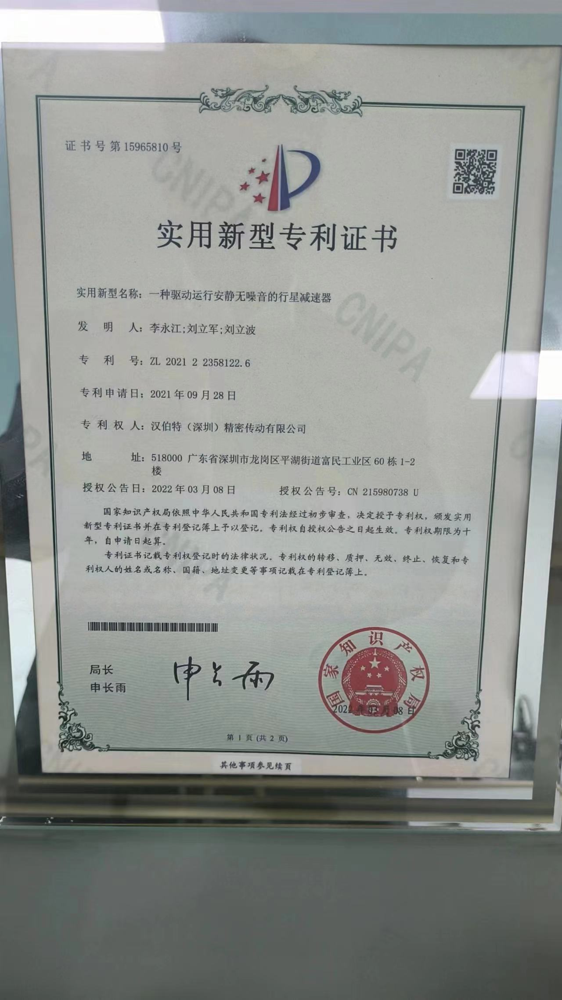 证书号第15965810号
实用新型专利证书
实用新型名称：一种驱动运行安静无噪音的行星减速器
发明人：李永江;刘立军;刘立波
专利号：ZL 2021 2 2358122.6
专利申请日：2021年09月28日
专利权人：汉伯特（深圳）精密传动有限公司
地址：518000 广东省深圳市龙岗区平湖街道富民工业区60栋1-2
楼
授权公告日：2022年03月08日 授权公告号：CN 215980738 U
国家知识产权局依照中华人民共和国专利法经过初步审查，决定授予专利权，颁发实用
新型专利证书并在专利登记簿上予以登记。专利权自授权公告之日起生效。专利权期限为十
年，自申请日起算。
专利证书记载专利权登记时的法律状况。专利权的转移、质押、无效、终止、恢复和专
利权人的姓名或名称、国籍、地址变更等事项记载在专利登记簿上。
局长
申长雨
申长雨
国家知识产权局
2022年03月08日
第 1 页 (共 2 页)
其他事项参见续页
CNIPA
CNIPA
CNIPA